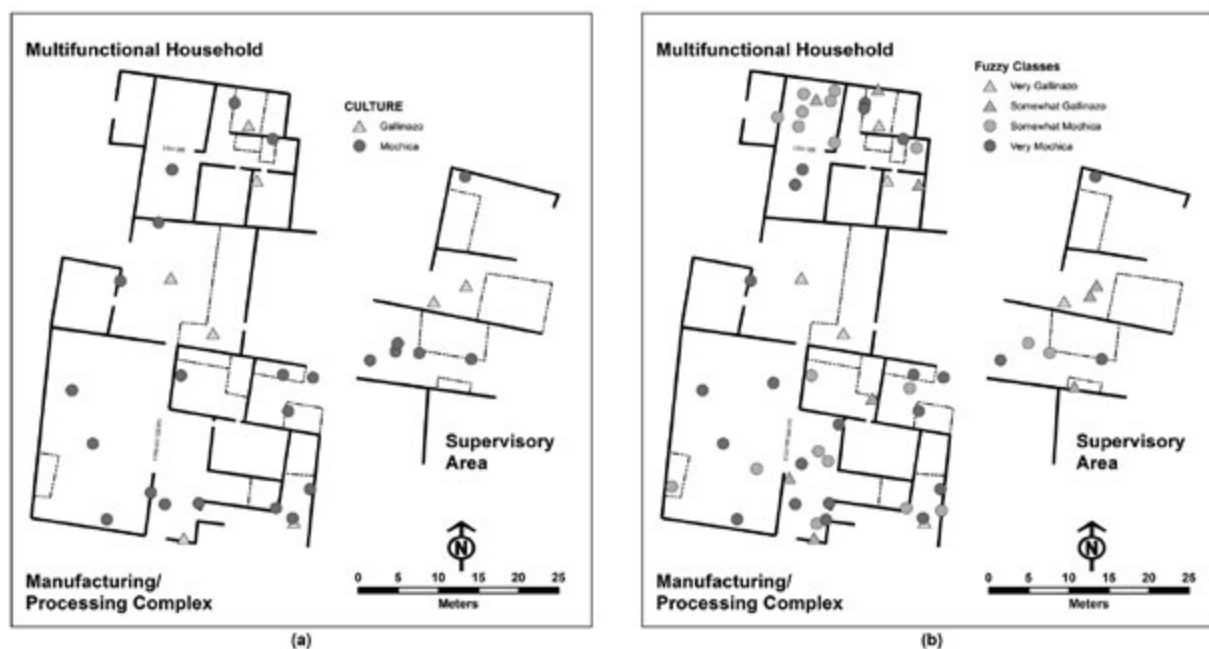 Multifunctional Household
CULTURE
Gallinazo
Mochica
Supervisory
Area
N
0 5 10 15 20 25
Meters
Manufacturing/
Processing Complex
(a)
Multifunctional Household
Fuzzy Classes
Very Gallinazo
Somewhat Gallinazo
Somewhat Mochica
Very Mochica
Supervisory
Area
N
0 5 10 15 20 25
Meters
Manufacturing/
Processing Complex
(b)